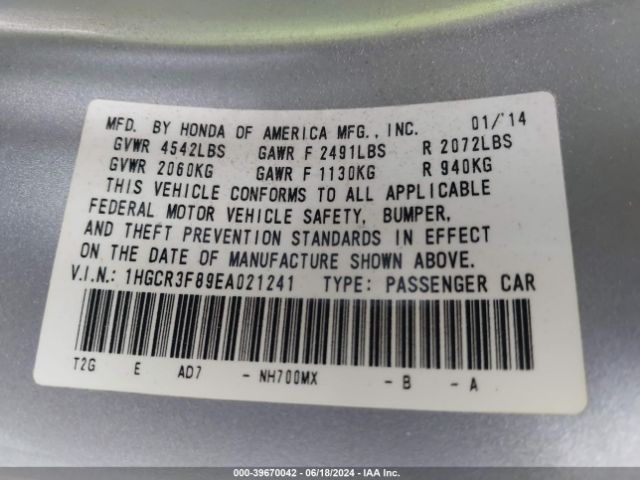 MFD. BY HONDA OF AMERICA MFG., INC. 01/'14
GVWR 4542LBS GAWR F 2491LBS R 2072LBS
GVWR 2060KG GAWR F 1130KG R 940KG
THIS VEHICLE CONFORMS TO ALL APPLICABLE
FEDERAL MOTOR VEHICLE SAFETY, BUMPER,
AND THEFT PREVENTION STANDARDS IN EFFECT
ON THE DATE OF MANUFACTURE SHOWN ABOVE.
V.I.N.: 1HGCR3F89EA021241 TYPE: PASSENGER CAR
T2G E AD7 - NH700MX - B - A
000-39670042 / 06/18/2024 - IAA Inc.